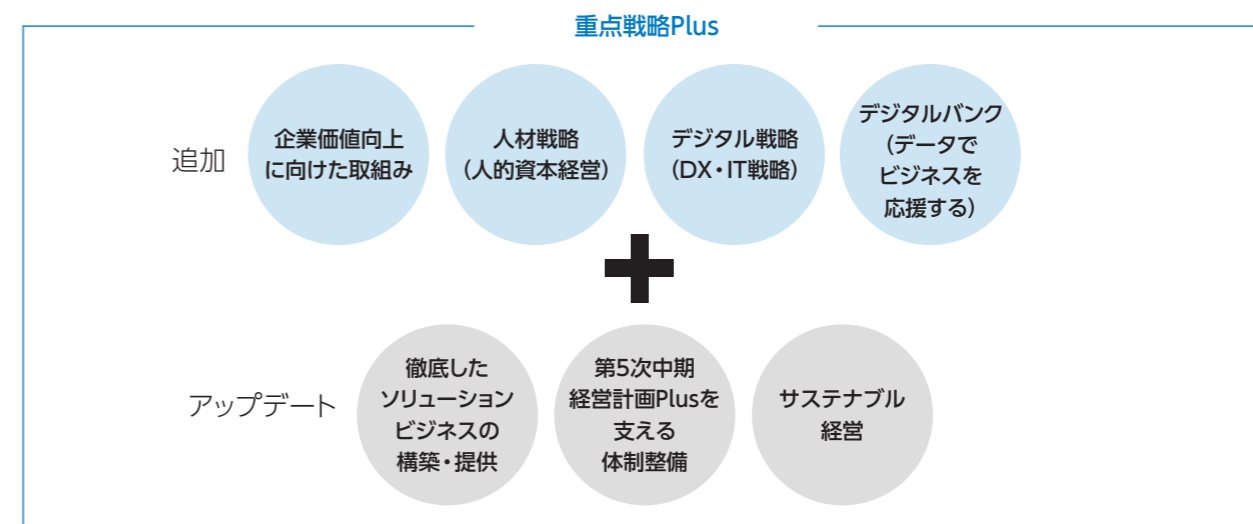 重点戦略Plus
追加
企業価値向上
に向けた取組み
人材戦略
（人的資本経営）
デジタル戦略
（DX・IT戦略）
デジタルバンク
（データで
ビジネスを
応援する）
アップデート
徹底した
ソリューション
ビジネスの
構築・提供
第5次中期
経営計画Plusを
支える
体制整備
サステナブル
経営